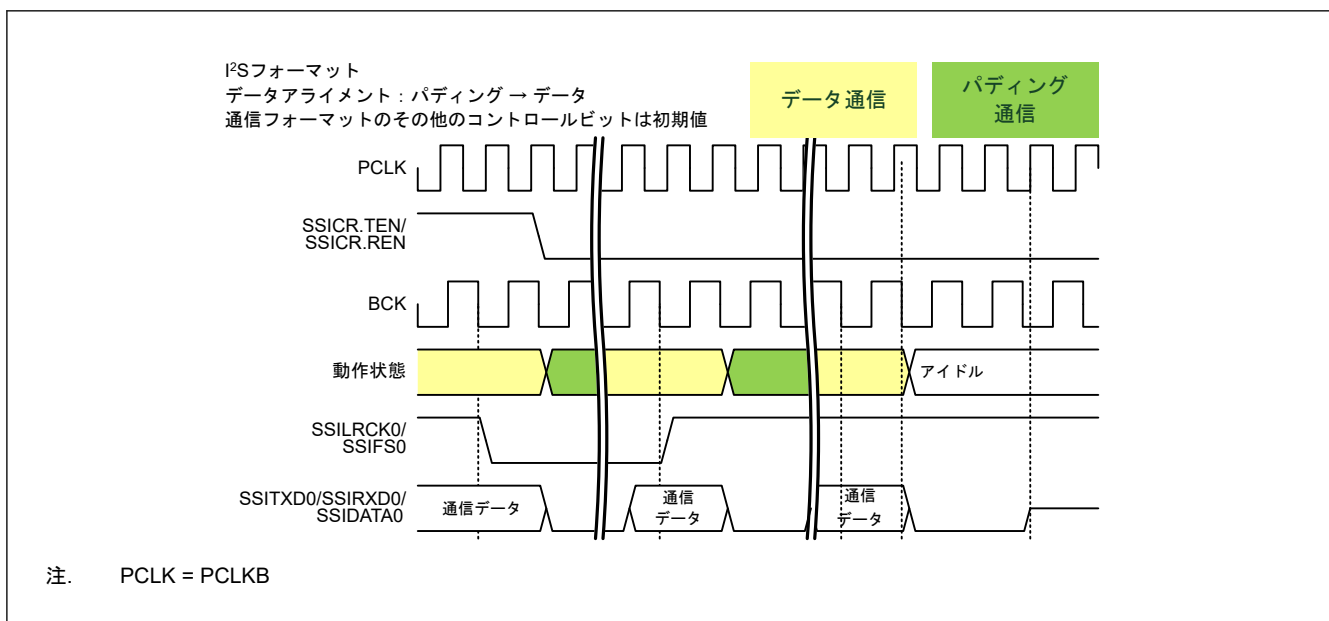 I²Sフォーマット
データアライメント：パディング → データ
通信フォーマットのその他のコントロールビットは初期値
データ通信
パディング
通信
PCLK
SSICR.TEN/
SSICR.REN
BCK
動作状態
アイドル
SSILRCK0/
SSIFS0
SSITXD0/SSIRXD0/
SSIDATA0
通信データ
通信
データ
通信
データ
注. PCLK = PCLKB